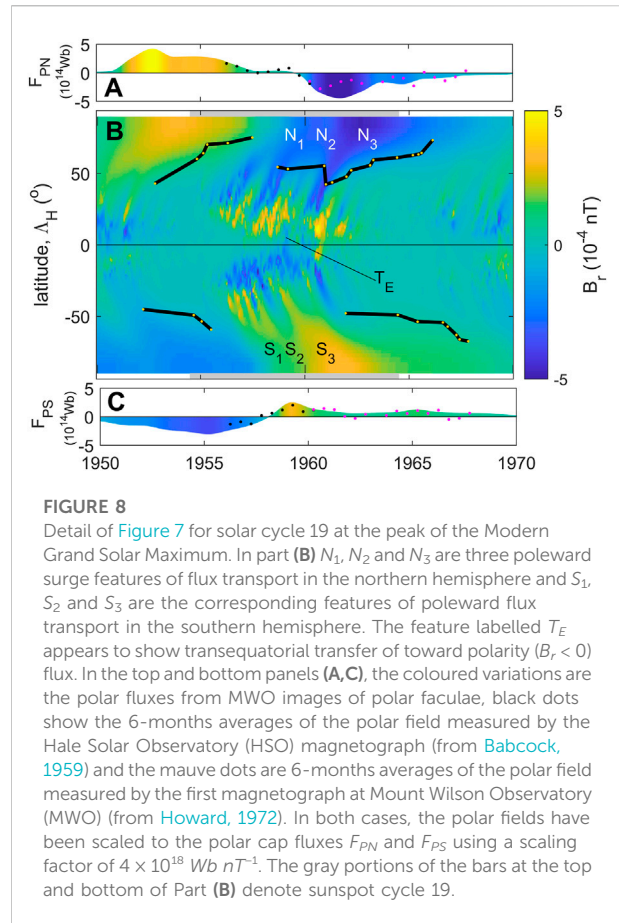 5
0
-5
F_PN
(10^14 Wb)
A
B
N_1 N_2 N_3
50
0
-50
latitude, Λ_H (°)
T_E
S_1 S_2 S_3
5
0
-5
B_r (10^-4 nT)
5
0
-5
F_PS
(10^14 Wb)
C
1950 1955 1960 1965 1970
FIGURE 8
Detail of Figure 7 for solar cycle 19 at the peak of the Modern
Grand Solar Maximum. In part (B) N_1, N_2 and N_3 are three poleward
surge features of flux transport in the northern hemisphere and S_1,
S_2 and S_3 are the corresponding features of poleward flux
transport in the southern hemisphere. The feature labelled T_E
appears to show transequatorial transfer of toward polarity (B_r < 0)
flux. In the top and bottom panels (A,C), the coloured variations are
the polar fluxes from MWO images of polar faculae, black dots
show the 6-months averages of the polar field measured by the
Hale Solar Observatory (HSO) magnetograph (from Babcock,
1959) and the mauve dots are 6-months averages of the polar field
measured by the first magnetograph at Mount Wilson Observatory
(MWO) (from Howard, 1972). In both cases, the polar fields have
been scaled to the polar cap fluxes F_PN and F_PS using a scaling
factor of 4 × 10^18 Wb nT^−1. The gray portions of the bars at the top
and bottom of Part (B) denote sunspot cycle 19.